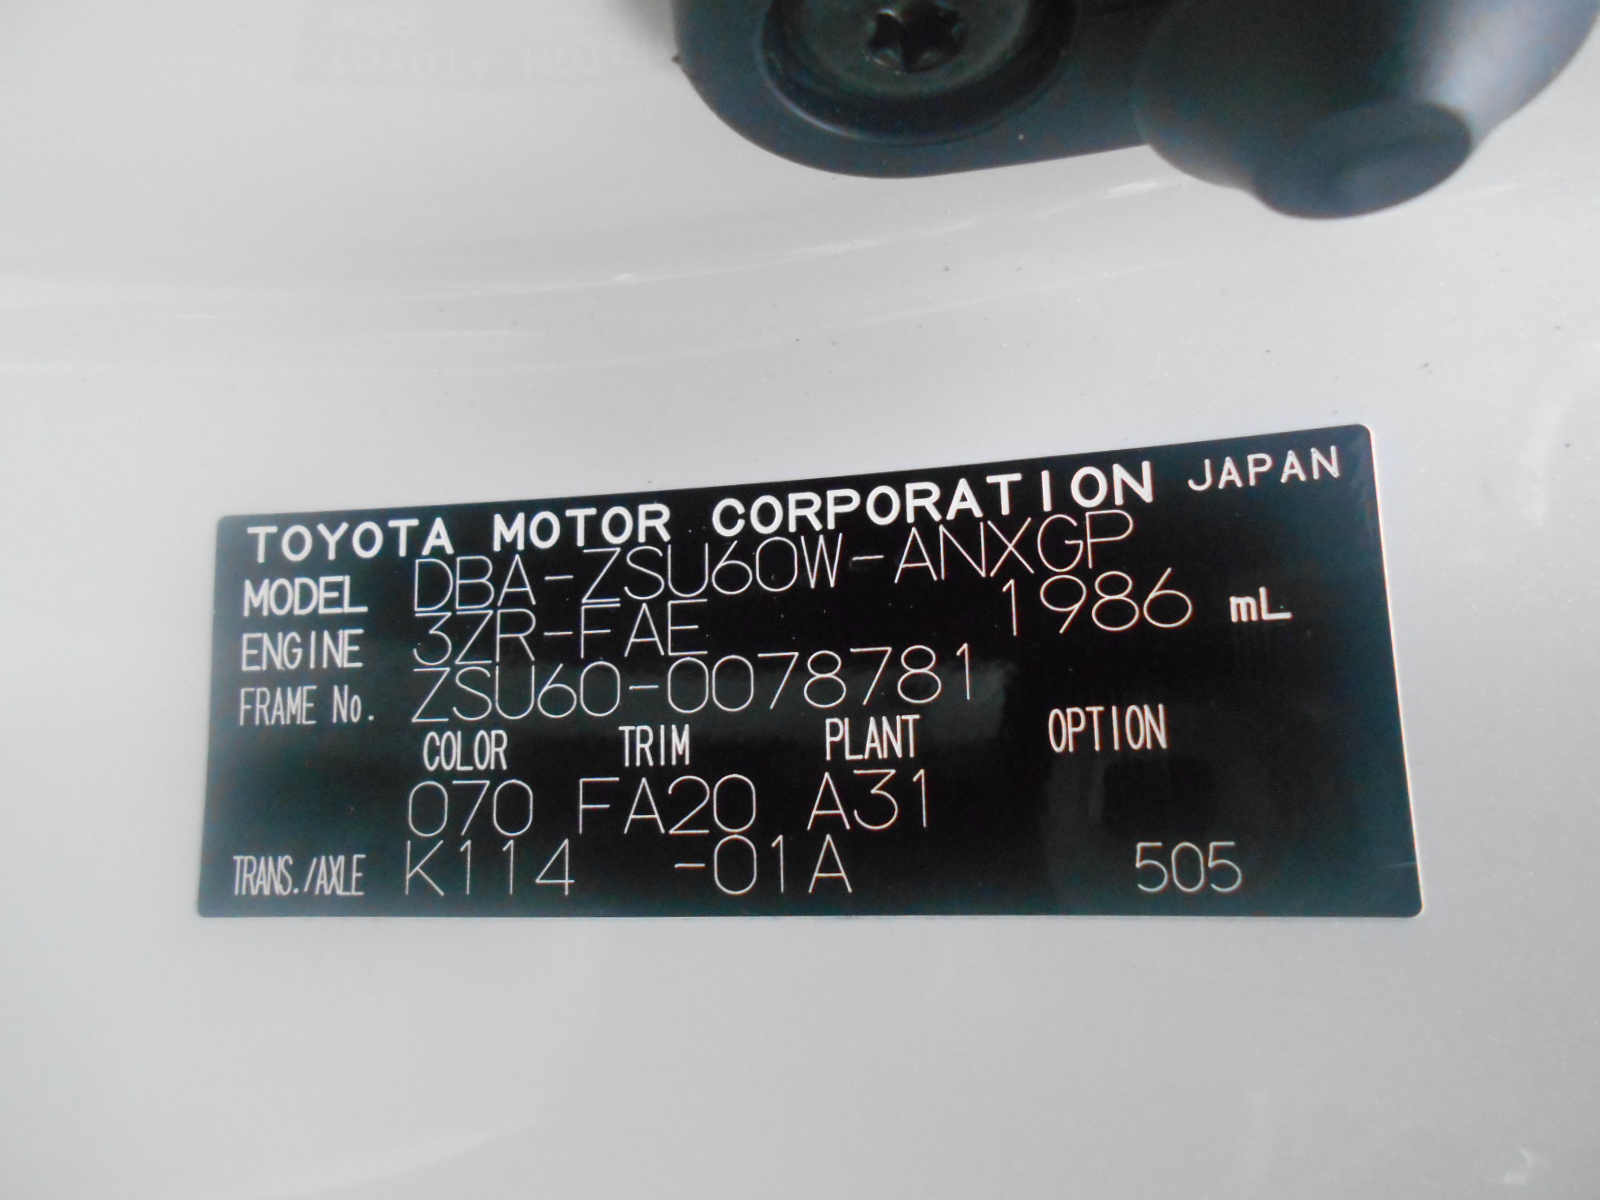 TOYOTA MOTOR CORPORATION JAPAN
MODEL DBA-ZSU60W-ANXGP
ENGINE 3ZR-FAE 1986 mL
FRAME No. ZSU60-0078781
COLOR TRIM PLANT OPTION
070 FA20 A31
TRANS./AXLE K114 -01A 505